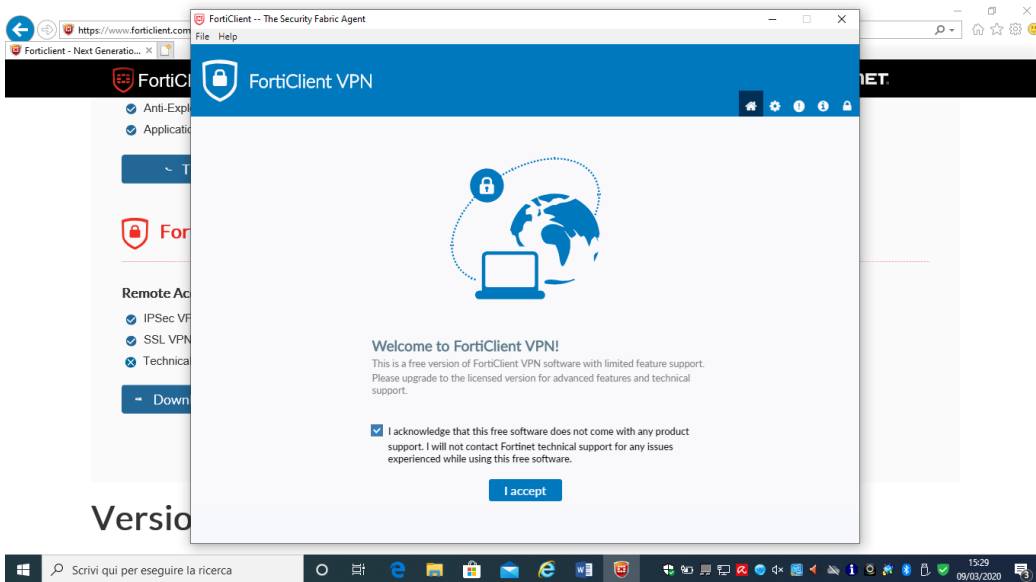 FortiClient -- The Security Fabric Agent
File Help
https://www.forticlient.com
Forticlient - Next Generatio...
FortiClient VPN
Anti-Expl
Applicatio
For
Remote Ac
IPSec VP
SSL VPN
Technical
Down
Versio
Welcome to FortiClient VPN!
This is a free version of FortiClient VPN software with limited feature support.
Please upgrade to the licensed version for advanced features and technical
support.
I acknowledge that this free software does not come with any product
support. I will not contact Fortinet technical support for any issues
experienced while using this free software.
I accept
Scrivi qui per eseguire la ricerca
15:29
09/03/2020